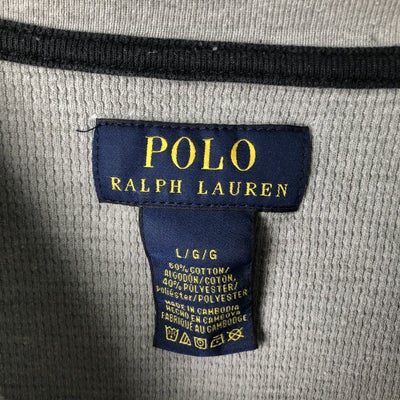 POLO
RALPH LAUREN
L/G/G
60% COTTON/
ALGODÓN/COTON,
40% POLYESTER/
poliéster/POLYESTER
MADE IN CAMBODIA
HECHO EN CAMBOYA
FABRIQUÉ AU CAMBODGE